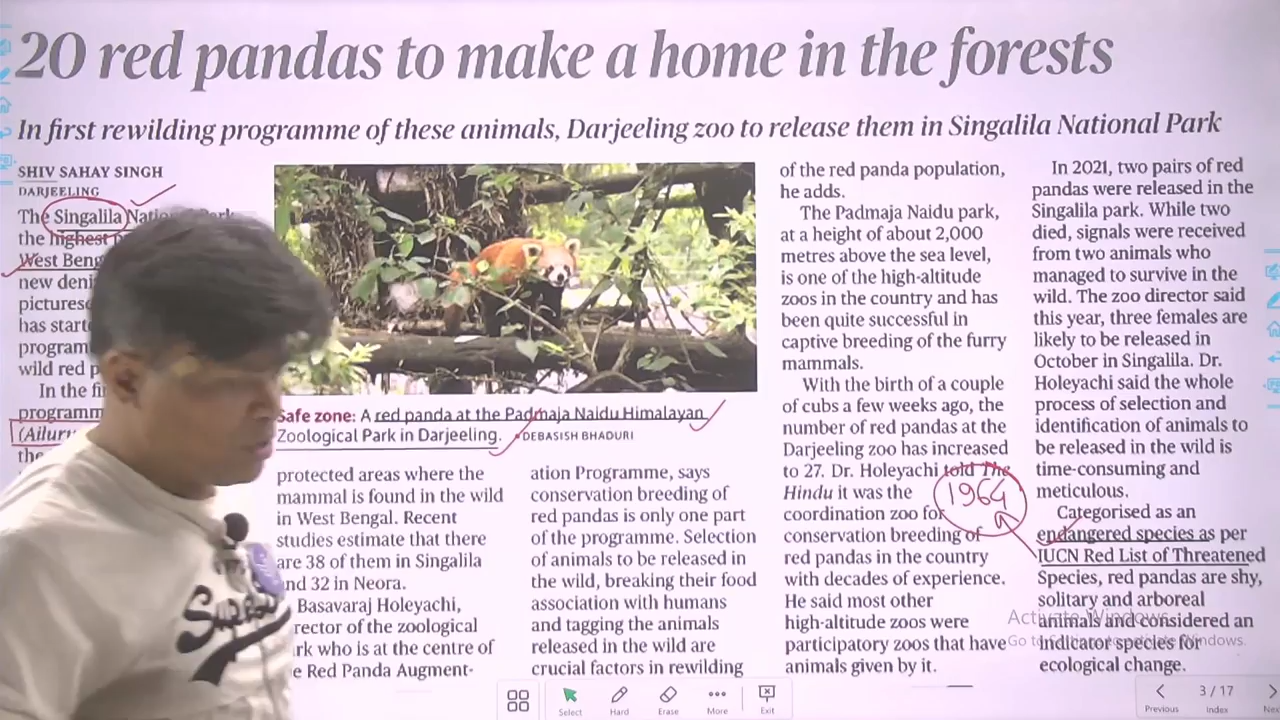 20 red pandas to make a home in the forests
In first rewilding programme of these animals, Darjeeling zoo to release them in Singalila National Park
SHIV SAHAY SINGH
DARJEELING
The Singalila National Park
the highest
West Beng
new deni
pictures
has start
program
wild red p
In the fi
programm
(Ailuru
the
Safe zone: A red panda at the Padmaja Naidu Himalayan
Zoological Park in Darjeeling. DEBASISH BHADURI
protected areas where the
mammal is found in the wild
in West Bengal. Recent
studies estimate that there
are 38 of them in Singalila
and 32 in Neora.
Basavaraj Holeyachi,
rector of the zoological
rk who is at the centre of
e Red Panda Augment-
ation Programme, says
conservation breeding of
red pandas is only one part
of the programme. Selection
of animals to be released in
the wild, breaking their food
association with humans
and tagging the animals
released in the wild are
crucial factors in rewilding
of the red panda population,
he adds.
The Padmaja Naidu park,
at a height of about 2,000
metres above the sea level,
is one of the high-altitude
zoos in the country and has
been quite successful in
captive breeding of the furry
mammals.
With the birth of a couple
of cubs a few weeks ago, the
number of red pandas at the
Darjeeling zoo has increased
to 27. Dr. Holeyachi told The
Hindu it was the
coordination zoo for
conservation breeding of
red pandas in the country
with decades of experience.
He said most other
high-altitude zoos were
participatory zoos that have
animals given by it.
1964
In 2021, two pairs of red
pandas were released in the
Singalila park. While two
died, signals were received
from two animals who
managed to survive in the
wild. The zoo director said
this year, three females are
likely to be released in
October in Singalila. Dr.
Holeyachi said the whole
process of selection and
identification of animals to
be released in the wild is
time-consuming and
meticulous.
Categorised as an
endangered species as per
IUCN Red List of Threatened
Species, red pandas are shy,
solitary and arboreal
animals and considered an
indicator species for
ecological change.
Activate Windows
Go to Settings to activate Windows.
Select Hard Erase More Exit
3 / 17
Previous Index Nex